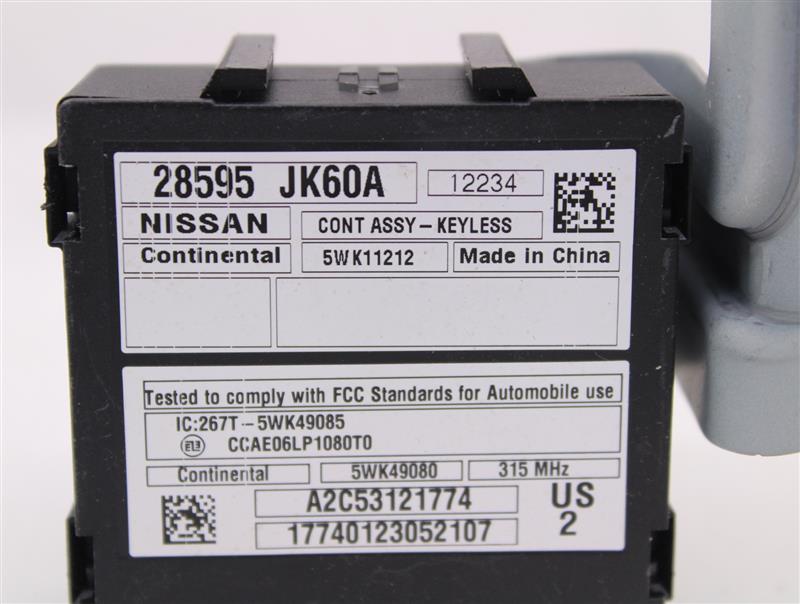 28595 JK60A 12234
NISSAN CONT ASSY-KEYLESS
Continental 5WK11212 Made in China
Tested to comply with FCC Standards for Automobile use
IC:267T-5WK49085
CCAE06LP1080T0
Continental 5WK49080 315 MHz
A2C53121774 US
17740123052107 2